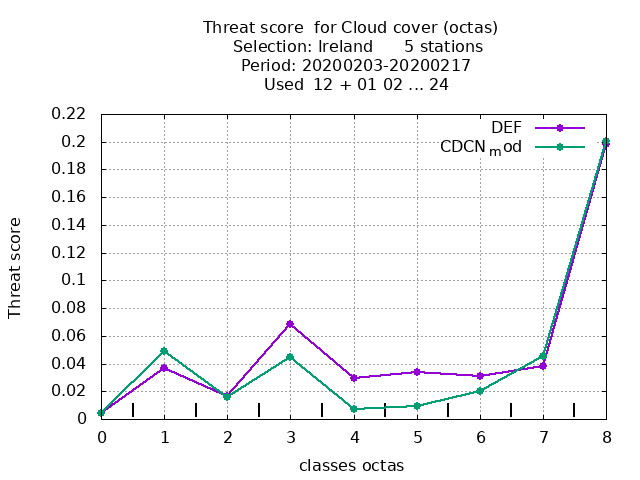 Threat score  for Cloud cover (octas)
Selection: Ireland      5 stations
Period: 20200203-20200217
Used  12 + 01 02 ... 24
DEF
CDCNmod
0.22
0.2
0.18
0.16
0.14
0.12
0.1
0.08
0.06
0.04
0.02
0
Threat score
0 1 2 3 4 5 6 7 8
classes octas